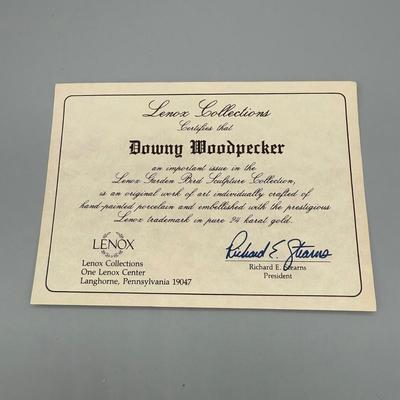 Lenox Collections
Certifies that
Downy Woodpecker
an important issue in the
Lenox Garden Bird Sculpture Collection,
is an original work of art individually crafted of
hand-painted porcelain and embellished with the prestigious
Lenox trademark in pure 24 karat gold.
LENOX
Lenox Collections
One Lenox Center
Langhorne, Pennsylvania 19047
Richard E. Stearns
Richard E. Stearns
President